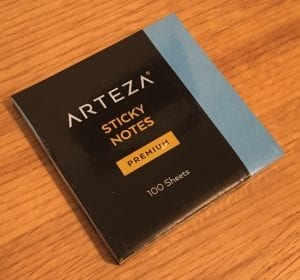 ARTEZA®
STICKY
NOTES
PREMIUM
100 Sheets